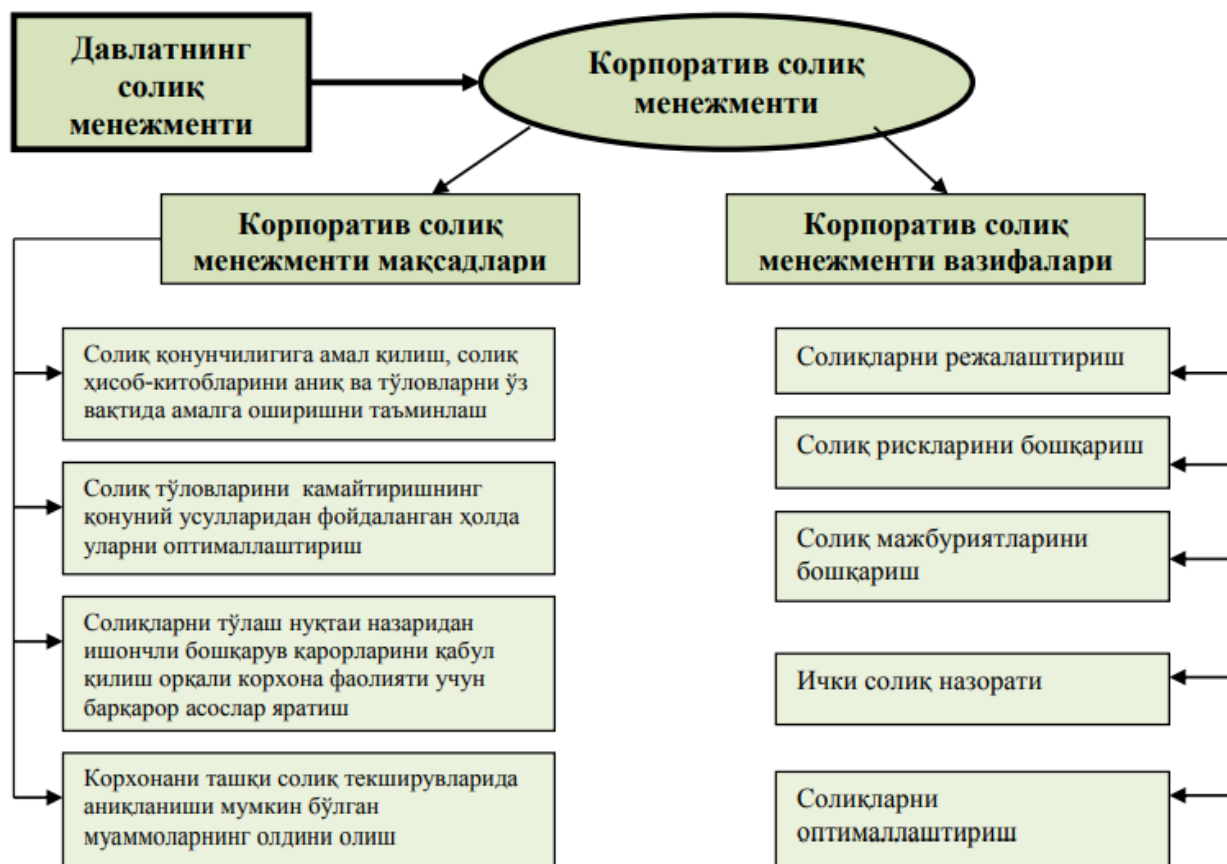 Давлатнинг
солиқ
менежменти
Корпоратив солиқ
менежменти
Корпоратив солиқ
менежменти мақсадлари
Корпоратив солиқ
менежменти вазифалари
Солиқ қонунчилигига амал қилиш, солиқ
ҳисоб-китобларини аниқ ва тўловларни ўз
вақтида амалга оширишни таъминлаш
Солиқ тўловларини камайтиришнинг
қонуний усулларидан фойдаланган ҳолда
уларни оптималлаштириш
Солиқларни тўлаш нуқтаи назаридан
ишончли бошқарув қарорларини қабул
қилиш орқали корхона фаолияти учун
барқарор асослар яратиш
Корхонани ташқи солиқ текширувларида
аниқланиши мумкин бўлган
муаммоларнинг олдини олиш
Солиқларни режалаштириш
Солиқ рискларини бошқариш
Солиқ мажбуриятларини
бошқариш
Ички солиқ назорати
Солиқларни
оптималлаштириш